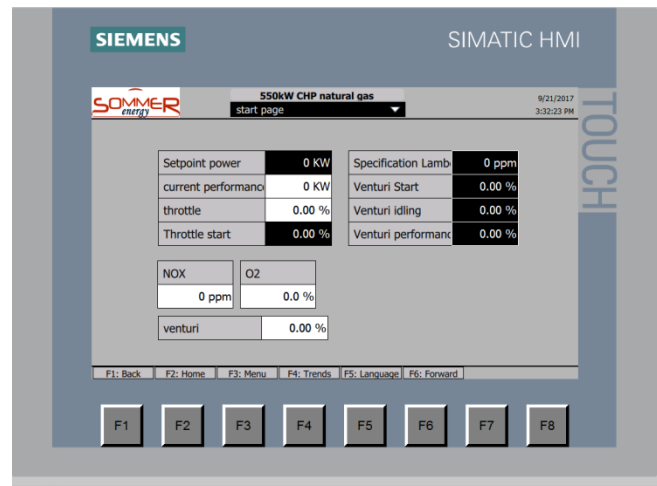 SIEMENS
SIMATIC HMI
TOUCH
SOMMER
energy
550kW CHP natural gas
start page
9/21/2017
3:32:23 PM
Setpoint power 0 KW
current performanc 0 KW
throttle 0.00 %
Throttle start 0.00 %
Specification Lamb 0 ppm
Venturi Start 0.00 %
Venturi idling 0.00 %
Venturi performanc 0.00 %
NOX O2
0 ppm 0.0 %
venturi 0.00 %
F1: Back F2: Home F3: Menu F4: Trends F5: Language F6: Forward
F1 F2 F3 F4 F5 F6 F7 F8